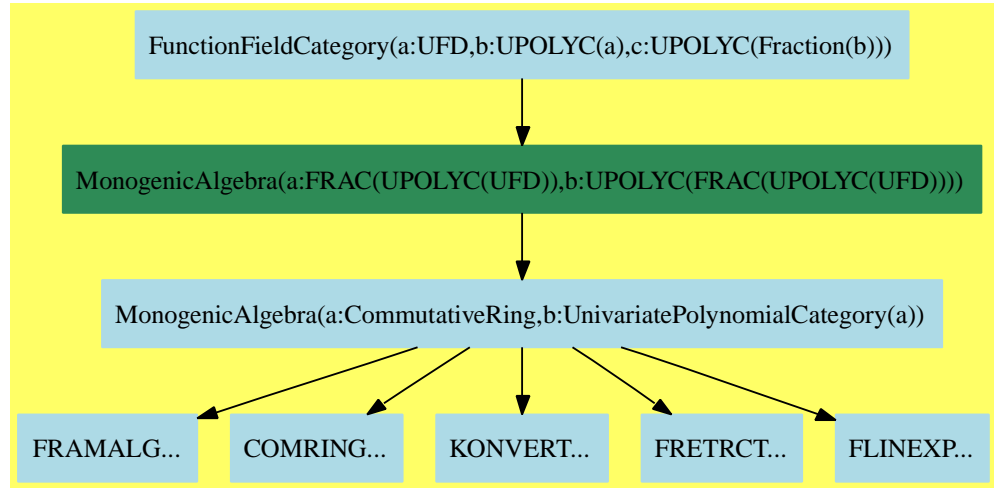 FunctionFieldCategory(a:UFD,b:UPOLYC(a),c:UPOLYC(Fraction(b)))
MonogenicAlgebra(a:FRAC(UPOLYC(UFD)),b:UPOLYC(FRAC(UPOLYC(UFD))))
MonogenicAlgebra(a:CommutativeRing,b:UnivariatePolynomialCategory(a))
FRAMALG... COMRING... KONVERT... FRETRCT... FLINEXP...